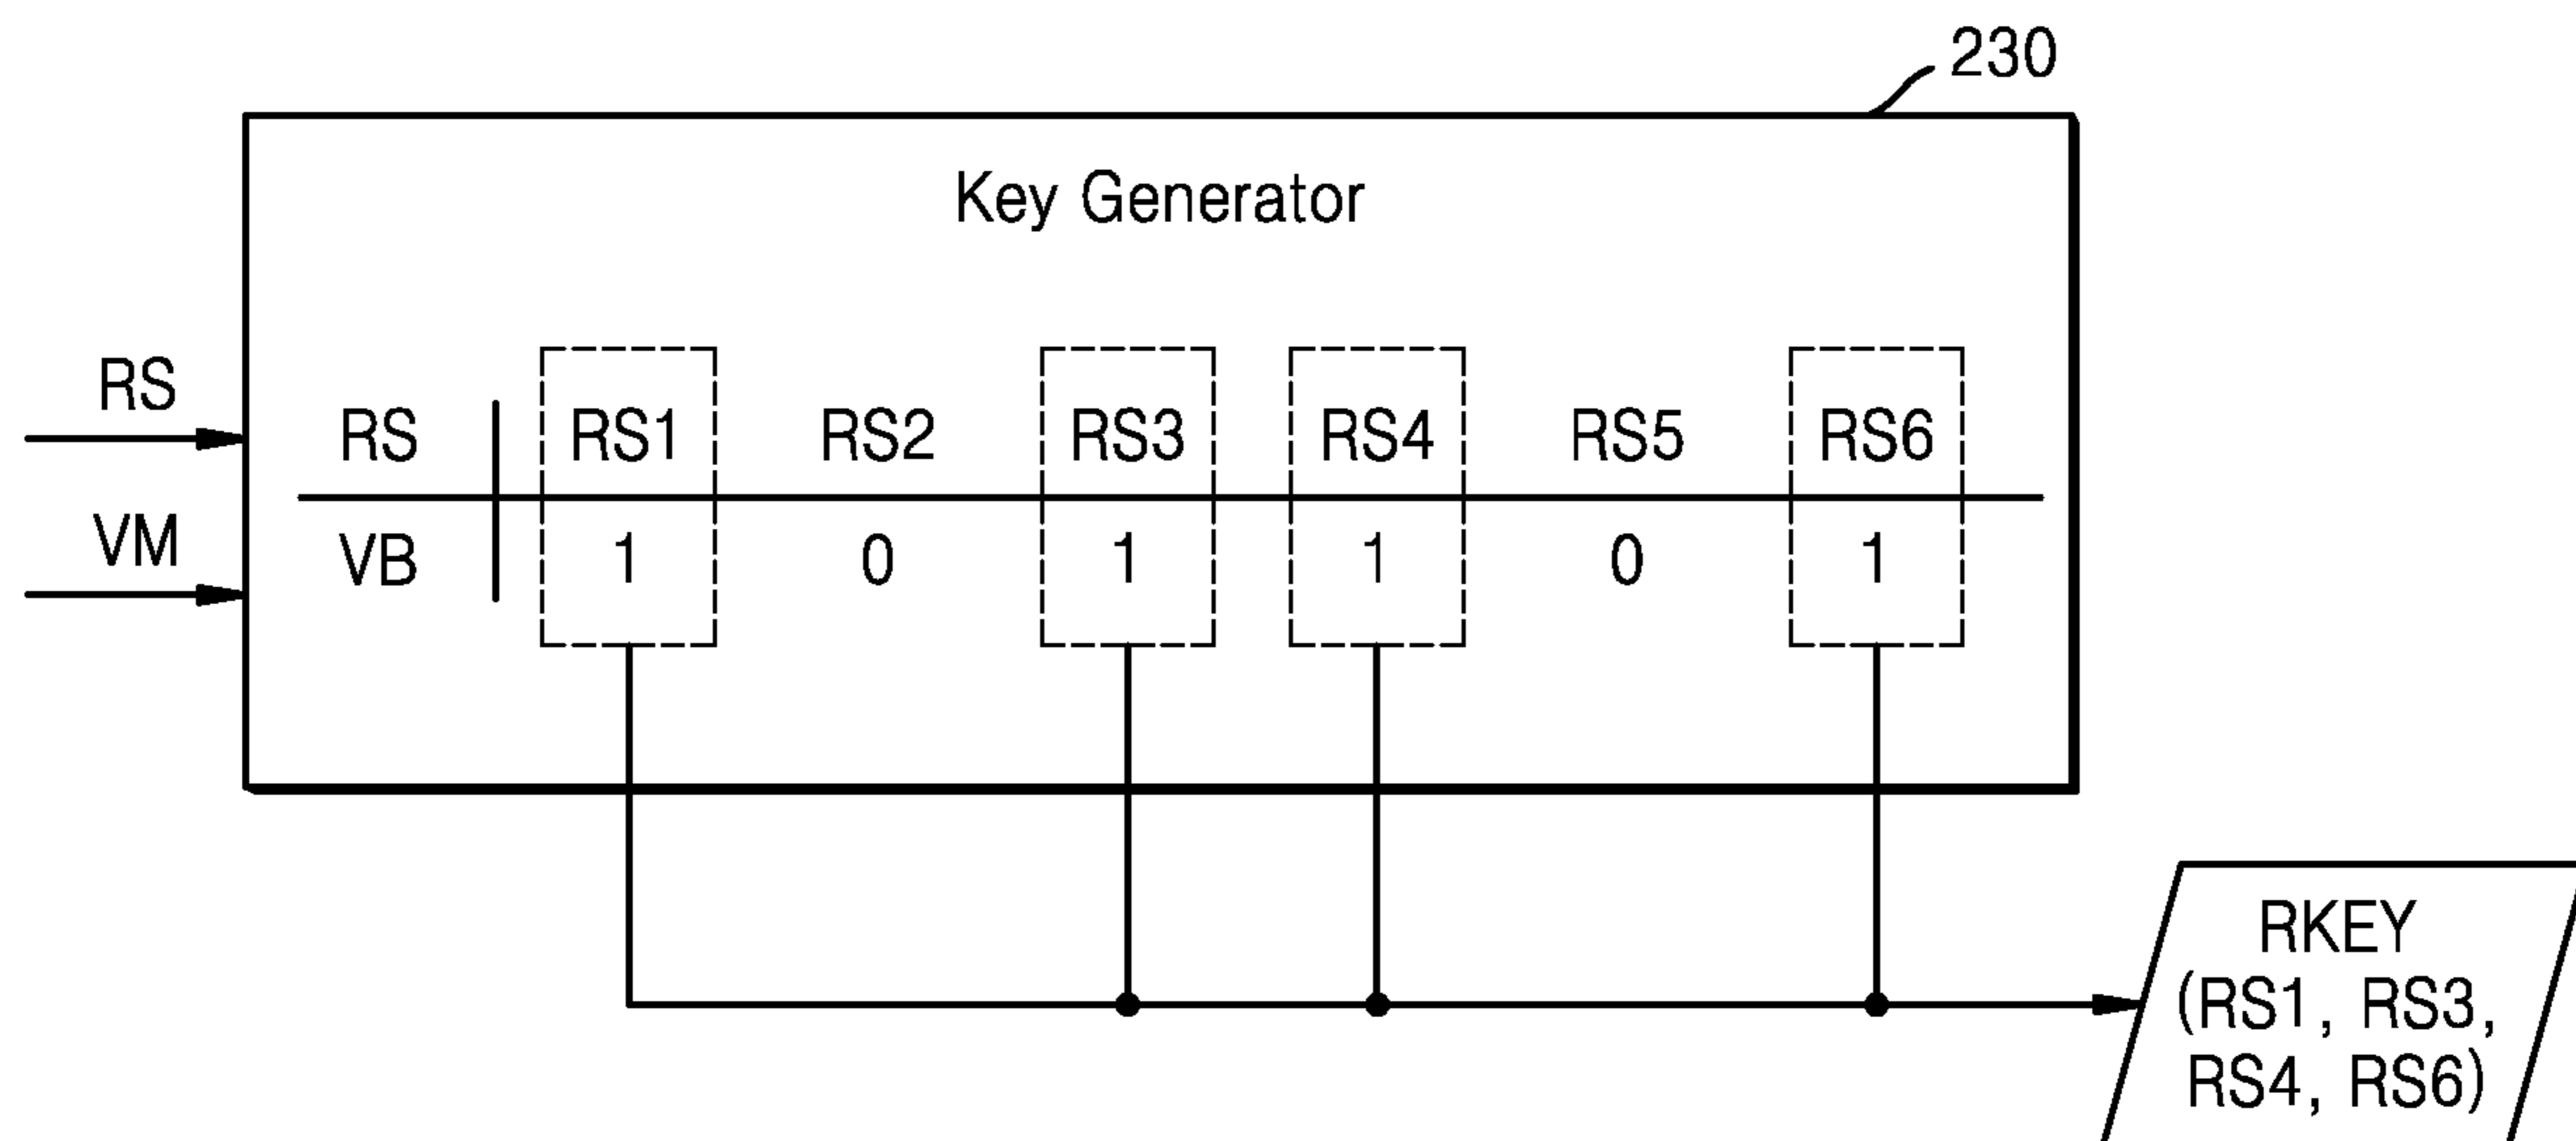 230
Key Generator
RS
VM
RS RS1 RS2 RS3 RS4 RS5 RS6
VB 1 0 1 1 0 1
RKEY
(RS1, RS3,
RS4, RS6)